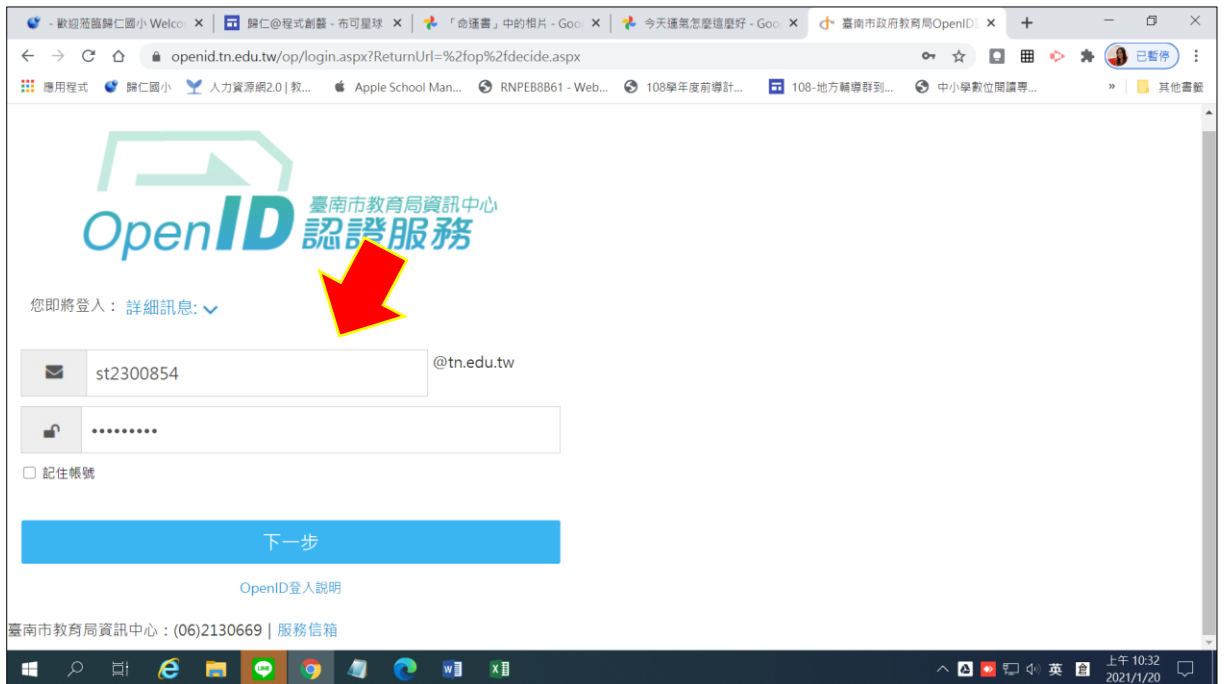 - 歡迎蒞臨歸仁國小 Welco
歸仁@程式創藝 - 布可星球
「命運書」中的相片 - Goo
今天運氣怎麼這麼好 - Goo
臺南市政府教育局OpenID
openid.tn.edu.tw/op/login.aspx?ReturnUrl=%2fop%2fdecide.aspx
已暫停
應用程式
歸仁國小
人力資源網2.0 | 教...
Apple School Man...
RNPEB8B61 - Web...
108學年度前導計...
108-地方輔導群到...
中小學數位閱讀專...
»
其他書籤
OpenID
臺南市教育局資訊中心
認證服務
您即將登入： 詳細訊息:
st2300854
@tn.edu.tw
•••••••••
記住帳號
下一步
OpenID登入說明
臺南市教育局資訊中心：(06)2130669 | 服務信箱
LINE
英
倉
上午 10:32
2021/1/20